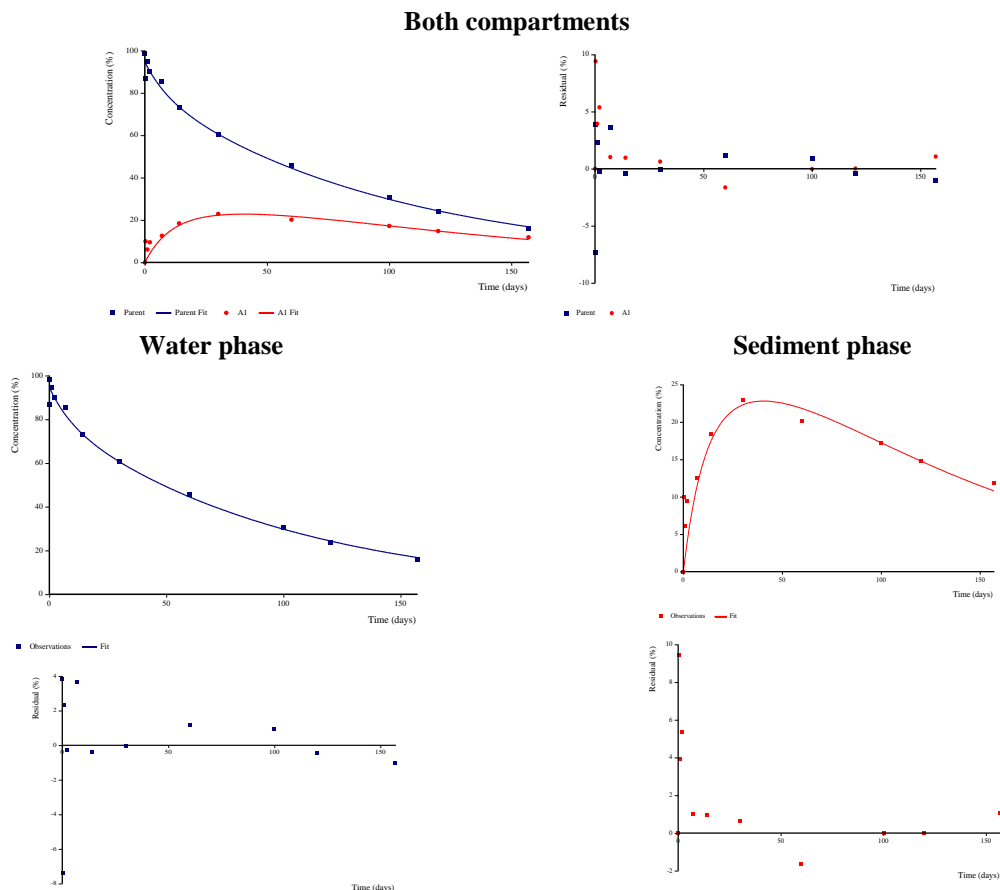 Both compartments
Concentration (%)
100
80
60
40
20
0
0
50
100
150
Time (days)
Parent
Parent Fit
A1
A1 Fit
Residual (%)
10
5
0
-5
-10
0
50
100
150
Time (days)
Parent
A1
Water phase
Concentration (%)
100
80
60
40
20
0
0
50
100
150
Time (days)
Observations
Fit
Residual (%)
4
2
0
-2
-4
-6
-8
0
50
100
150
Time (days)
Sediment phase
Concentration (%)
25
20
15
10
5
0
0
50
100
150
Time (days)
Observations
Fit
Residual (%)
10
8
6
4
2
0
-2
0
50
100
150
Time (days)